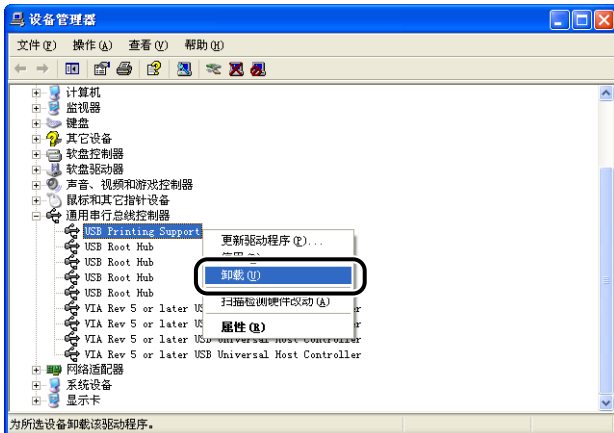 设备管理器
文件(F) 操作(A) 查看(V) 帮助(H)
计算机
监视器
键盘
其它设备
软盘控制器
软盘驱动器
声音、视频和游戏控制器
鼠标和其它指针设备
通用串行总线控制器
USB Printing Support
USB Root Hub
USB Root Hub
USB Root Hub
USB Root Hub
VIA Rev 5 or later
VIA Rev 5 or later USB Universal Host Controller
VIA Rev 5 or later USB Universal Host Controller
网络适配器
系统设备
显示卡
更新驱动程序(P)...
卸载(U)
扫描检测硬件改动(A)
属性(R)
为所选设备卸载该驱动程序。